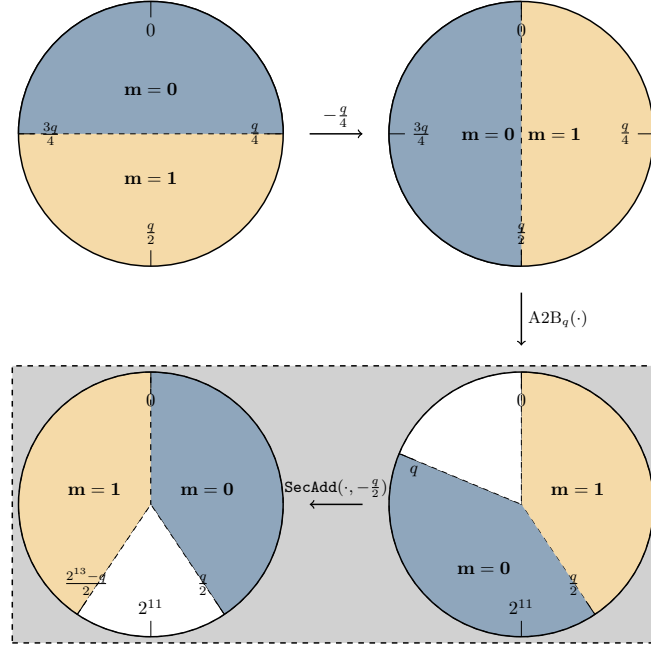 0
m = 0
3q/4
q/4
m = 1
q/2
−q/4
0
3q/4
m = 0
m = 1
q/4
q/2
A2B_q(·)
0
m = 1
m = 0
(2^13−q)/2
q/2
2^11
SecAdd(·, −q/2)
0
q
m = 1
m = 0
q/2
2^11